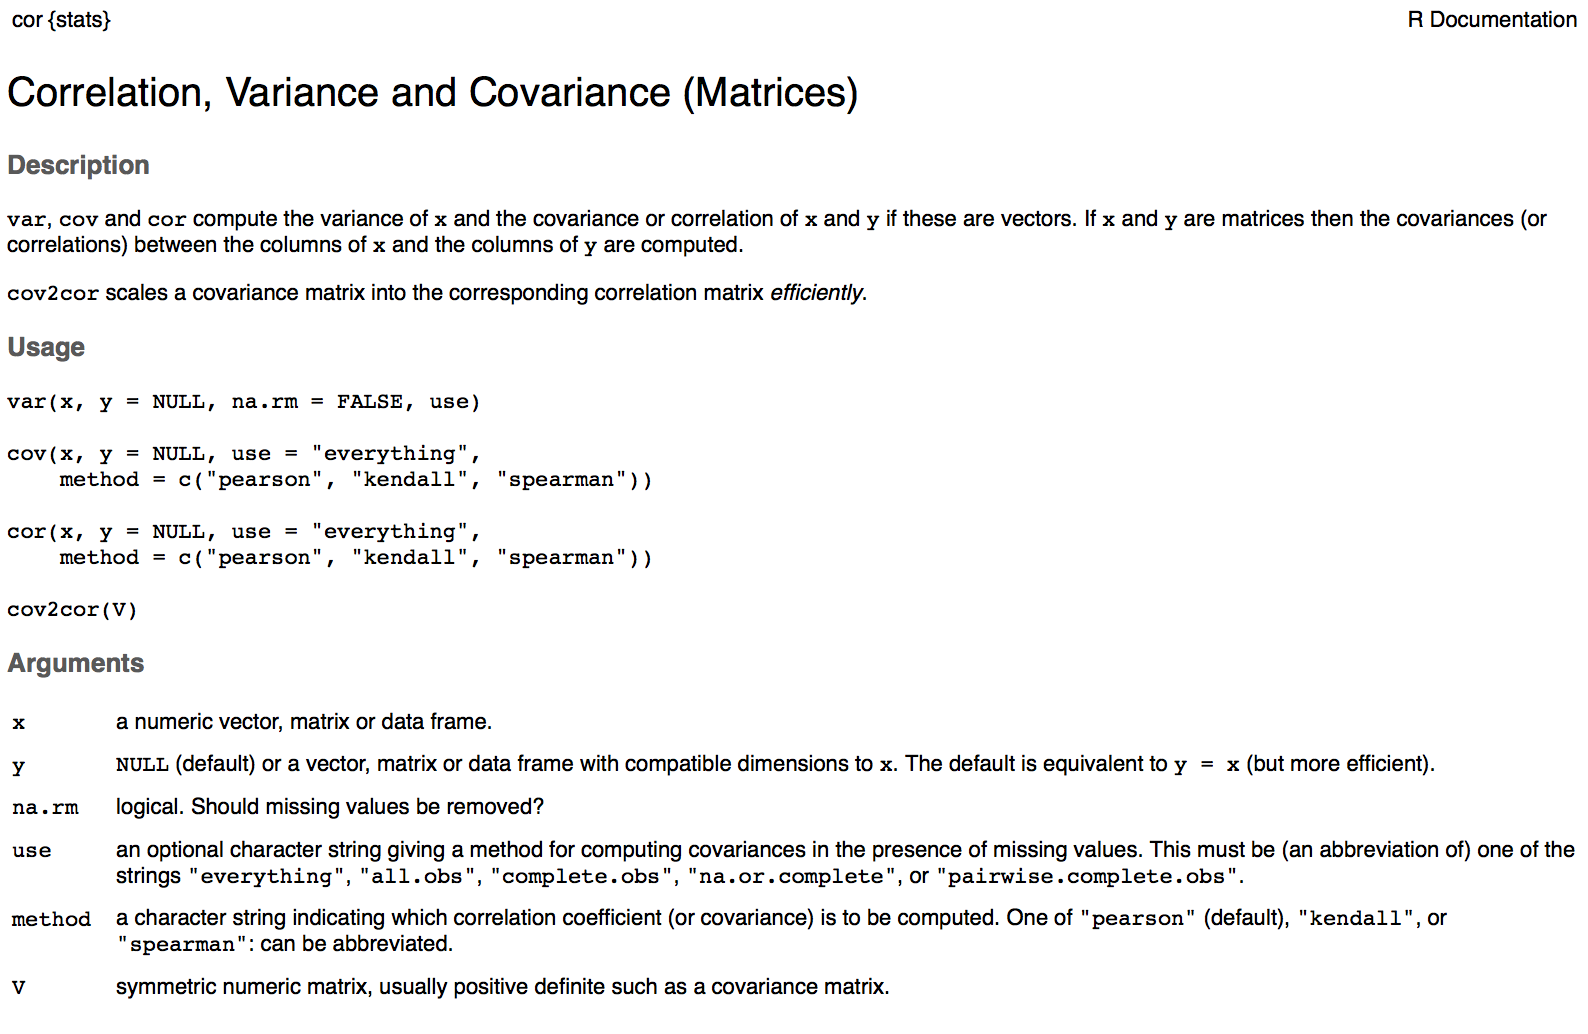 cor {stats}
R Documentation
Correlation, Variance and Covariance (Matrices)
Description
var, cov and cor compute the variance of x and the covariance or correlation of x and y if these are vectors. If x and y are matrices then the covariances (or
correlations) between the columns of x and the columns of y are computed.
cov2cor scales a covariance matrix into the corresponding correlation matrix efficiently.
Usage
var(x, y = NULL, na.rm = FALSE, use)
cov(x, y = NULL, use = "everything",
    method = c("pearson", "kendall", "spearman"))
cor(x, y = NULL, use = "everything",
    method = c("pearson", "kendall", "spearman"))
cov2cor(V)
Arguments
x a numeric vector, matrix or data frame.
y NULL (default) or a vector, matrix or data frame with compatible dimensions to x. The default is equivalent to y = x (but more efficient).
na.rm logical. Should missing values be removed?
use an optional character string giving a method for computing covariances in the presence of missing values. This must be (an abbreviation of) one of the
strings "everything", "all.obs", "complete.obs", "na.or.complete", or "pairwise.complete.obs".
method a character string indicating which correlation coefficient (or covariance) is to be computed. One of "pearson" (default), "kendall", or
"spearman": can be abbreviated.
V symmetric numeric matrix, usually positive definite such as a covariance matrix.